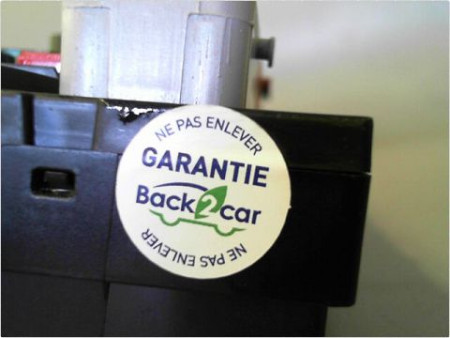 NE PAS ENLEVER
GARANTIE
Back2car
NE PAS ENLEVER